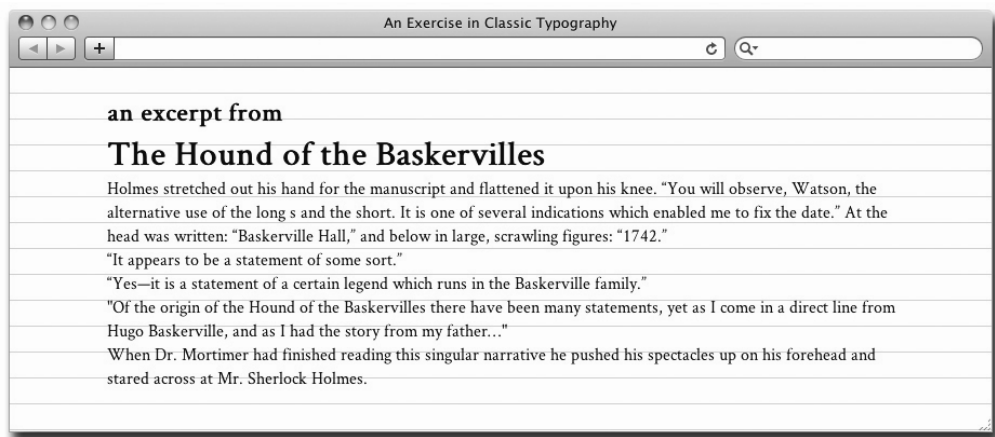 An Exercise in Classic Typography
an excerpt from
The Hound of the Baskervilles
Holmes stretched out his hand for the manuscript and flattened it upon his knee. “You will observe, Watson, the
alternative use of the long s and the short. It is one of several indications which enabled me to fix the date.” At the
head was written: “Baskerville Hall,” and below in large, scrawling figures: “1742.”
“It appears to be a statement of some sort.”
“Yes—it is a statement of a certain legend which runs in the Baskerville family.”
"Of the origin of the Hound of the Baskervilles there have been many statements, yet as I come in a direct line from
Hugo Baskerville, and as I had the story from my father…"
When Dr. Mortimer had finished reading this singular narrative he pushed his spectacles up on his forehead and
stared across at Mr. Sherlock Holmes.